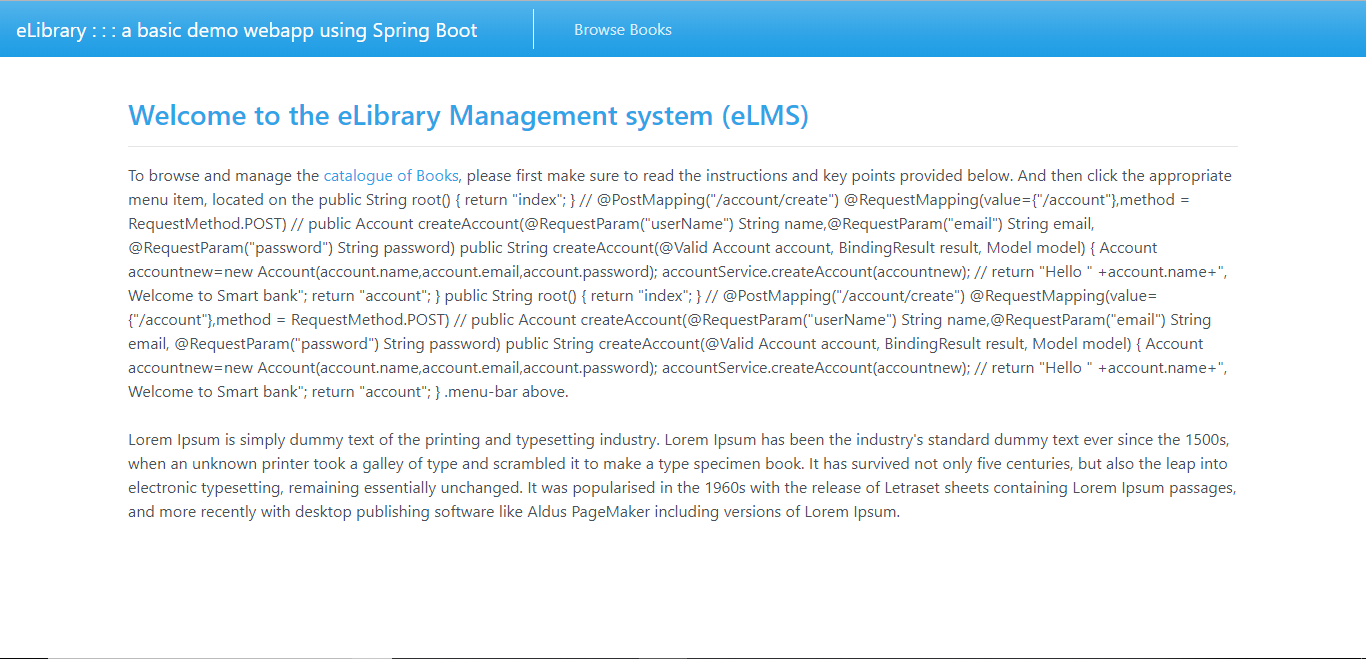 eLibrary : : : a basic demo webapp using Spring Boot
Browse Books
Welcome to the eLibrary Management system (eLMS)
To browse and manage the catalogue of Books, please first make sure to read the instructions and key points provided below. And then click the appropriate
menu item, located on the public String root() { return "index"; } // @PostMapping("/account/create") @RequestMapping(value={"/account"},method =
RequestMethod.POST) // public Account createAccount(@RequestParam("userName") String name,@RequestParam("email") String email,
@RequestParam("password") String password) public String createAccount(@Valid Account account, BindingResult result, Model model) { Account
accountnew=new Account(account.name,account.email,account.password); accountService.createAccount(accountnew); // return "Hello " +account.name+",
Welcome to Smart bank"; return "account"; } public String root() { return "index"; } // @PostMapping("/account/create") @RequestMapping(value=
{"/account"},method = RequestMethod.POST) // public Account createAccount(@RequestParam("userName") String name,@RequestParam("email") String
email, @RequestParam("password") String password) public String createAccount(@Valid Account account, BindingResult result, Model model) { Account
accountnew=new Account(account.name,account.email,account.password); accountService.createAccount(accountnew); // return "Hello " +account.name+",
Welcome to Smart bank"; return "account"; } .menu-bar above.
Lorem Ipsum is simply dummy text of the printing and typesetting industry. Lorem Ipsum has been the industry's standard dummy text ever since the 1500s,
when an unknown printer took a galley of type and scrambled it to make a type specimen book. It has survived not only five centuries, but also the leap into
electronic typesetting, remaining essentially unchanged. It was popularised in the 1960s with the release of Letraset sheets containing Lorem Ipsum passages,
and more recently with desktop publishing software like Aldus PageMaker including versions of Lorem Ipsum.